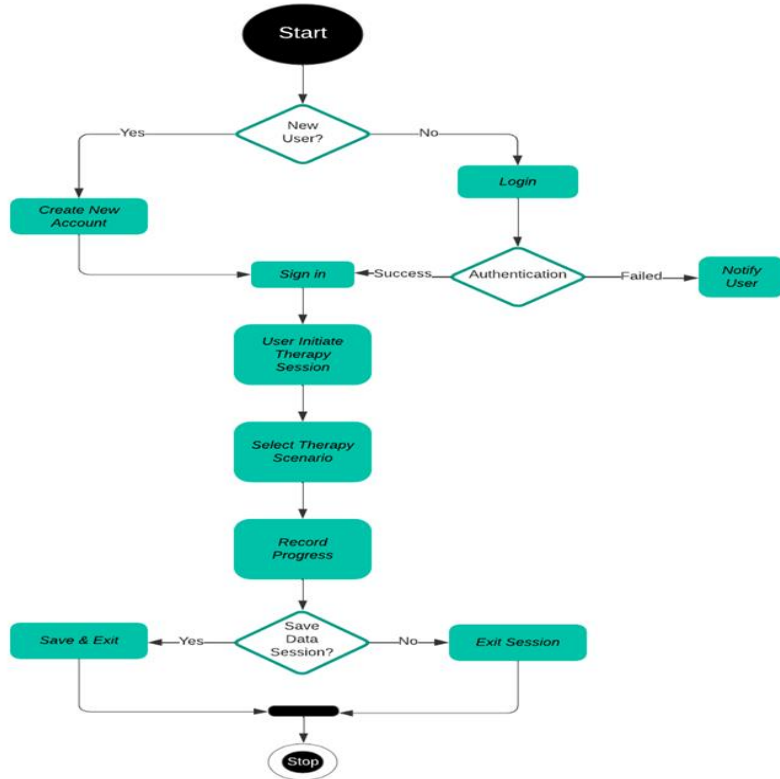 Start
New
User?
Yes
No
Login
Create New
Account
Sign in
Success
Authentication
Failed
Notify
User
User Initiate
Therapy
Session
Select Therapy
Scenario
Record
Progress
Save
Data
Session?
Save & Exit
Yes
No
Exit Session
Stop